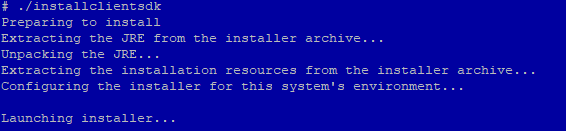 # ./installclientsdk
Preparing to install
Extracting the JRE from the installer archive...
Unpacking the JRE...
Extracting the installation resources from the installer archive...
Configuring the installer for this system's environment...
Launching installer...